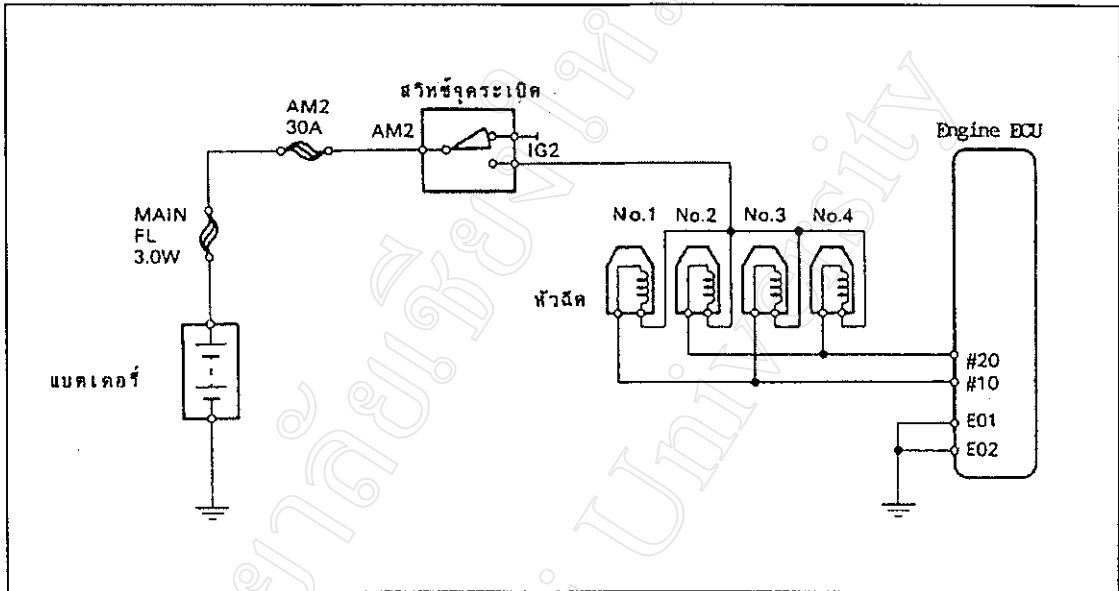 สวิทซ์จุดระเบิด
AM2
30A
AM2
IG2
Engine ECU
MAIN
FL
3.0W
No.1 No.2 No.3 No.4
หัวฉีด
แบตเตอรี่
#20
#10
E01
E02
University